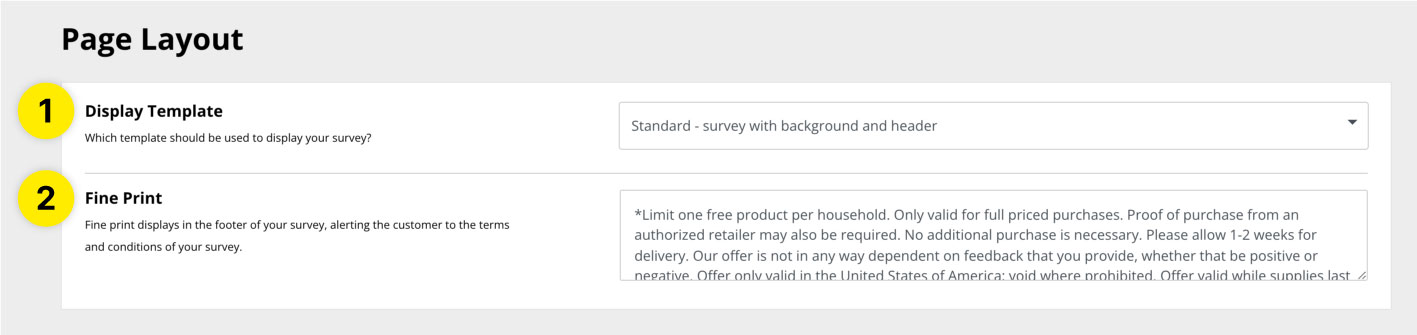 Page Layout
1
Display Template
Which template should be used to display your survey?
Standard - survey with background and header
2
Fine Print
Fine print displays in the footer of your survey, alerting the customer to the terms
and conditions of your survey.
*Limit one free product per household. Only valid for full priced purchases. Proof of purchase from an
authorized retailer may also be required. No additional purchase is necessary. Please allow 1-2 weeks for
delivery. Our offer is not in any way dependent on feedback that you provide, whether that be positive or
negative. Offer only valid in the United States of America; void where prohibited. Offer valid while supplies last